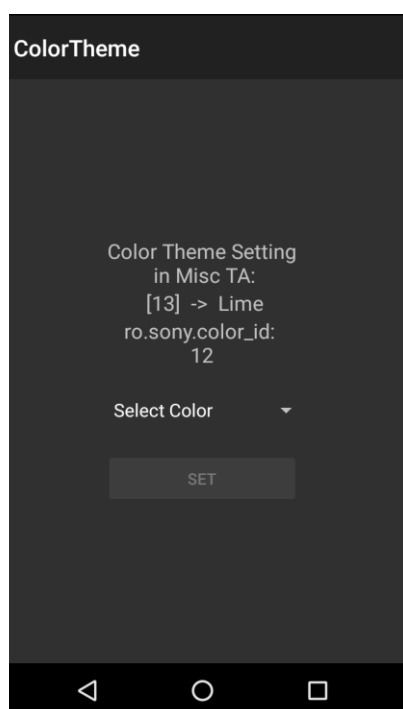 ColorTheme
Color Theme Setting
in Misc TA:
[13] -> Lime
ro.sony.color_id:
12
Select Color
SET